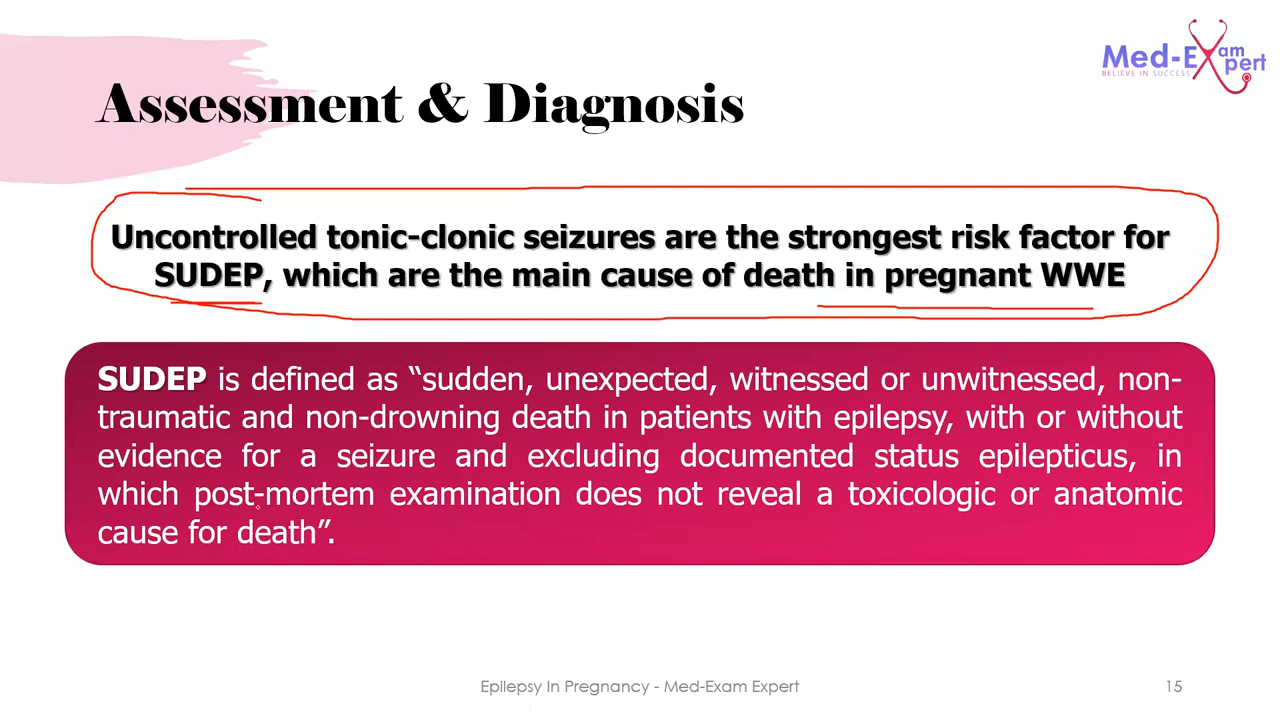 Med-Exam
Expert
BELIEVE IN SUCCESS
Assessment & Diagnosis
Uncontrolled tonic-clonic seizures are the strongest risk factor for
SUDEP, which are the main cause of death in pregnant WWE
SUDEP is defined as “sudden, unexpected, witnessed or unwitnessed, non-
traumatic and non-drowning death in patients with epilepsy, with or without
evidence for a seizure and excluding documented status epilepticus, in
which post-mortem examination does not reveal a toxicologic or anatomic
cause for death”.
Epilepsy In Pregnancy - Med-Exam Expert
15